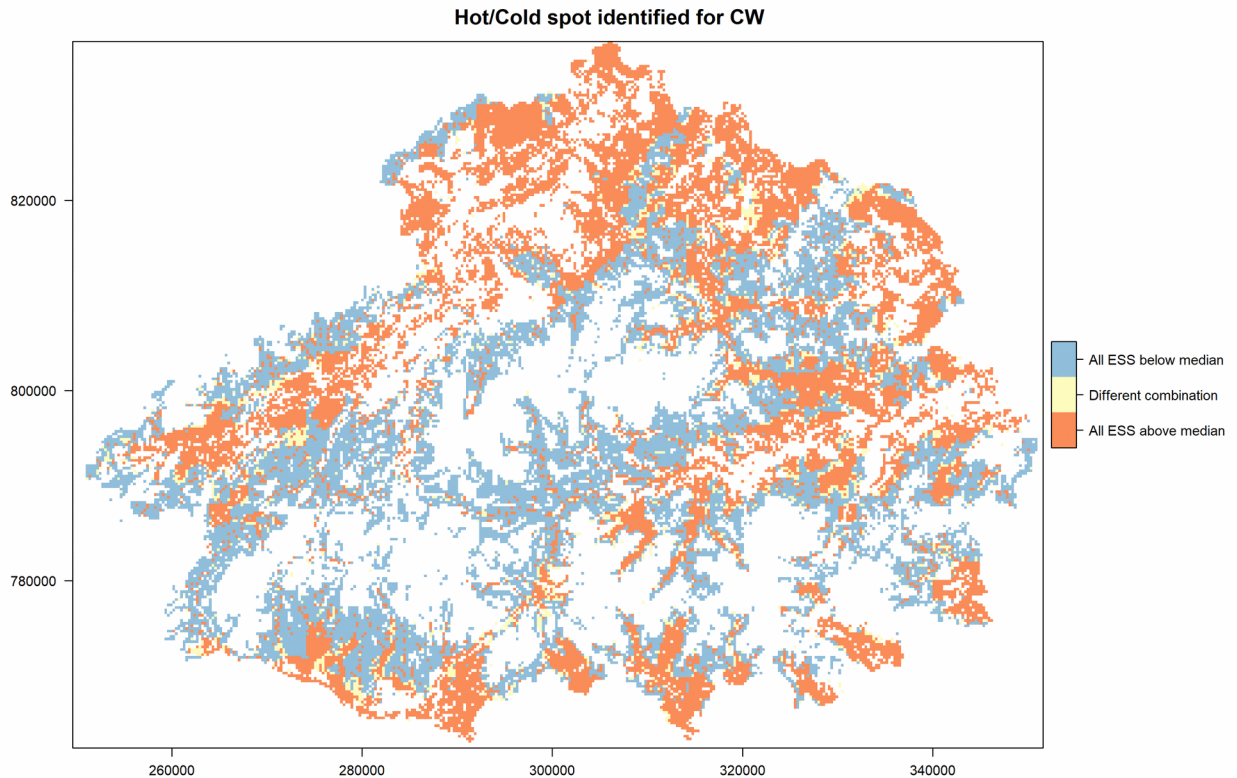 Hot/Cold spot identified for CW
820000
800000
780000
260000
280000
300000
320000
340000
All ESS below median
Different combination
All ESS above median